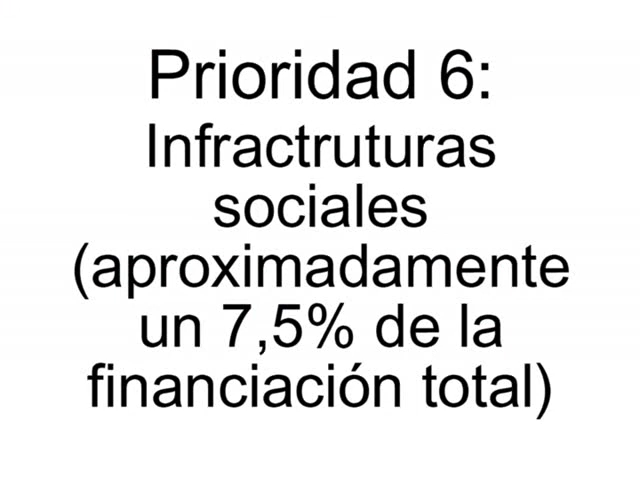 Prioridad 6:
Infractruturas
sociales
(aproximadamente
un 7,5% de la
financiación total)